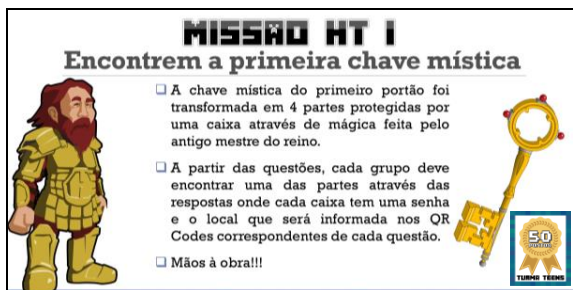 MISSÃO HT I
Encontrem a primeira chave mística
A chave mística do primeiro portão foi
transformada em 4 partes protegidas por
uma caixa através de mágica feita pelo
antigo mestre do reino.
A partir das questões, cada grupo deve
encontrar uma das partes através das
respostas onde cada caixa tem uma senha
e o local que será informada nos QR
Codes correspondentes de cada questão.
Mãos à obra!!!
50
TURMA TEENS